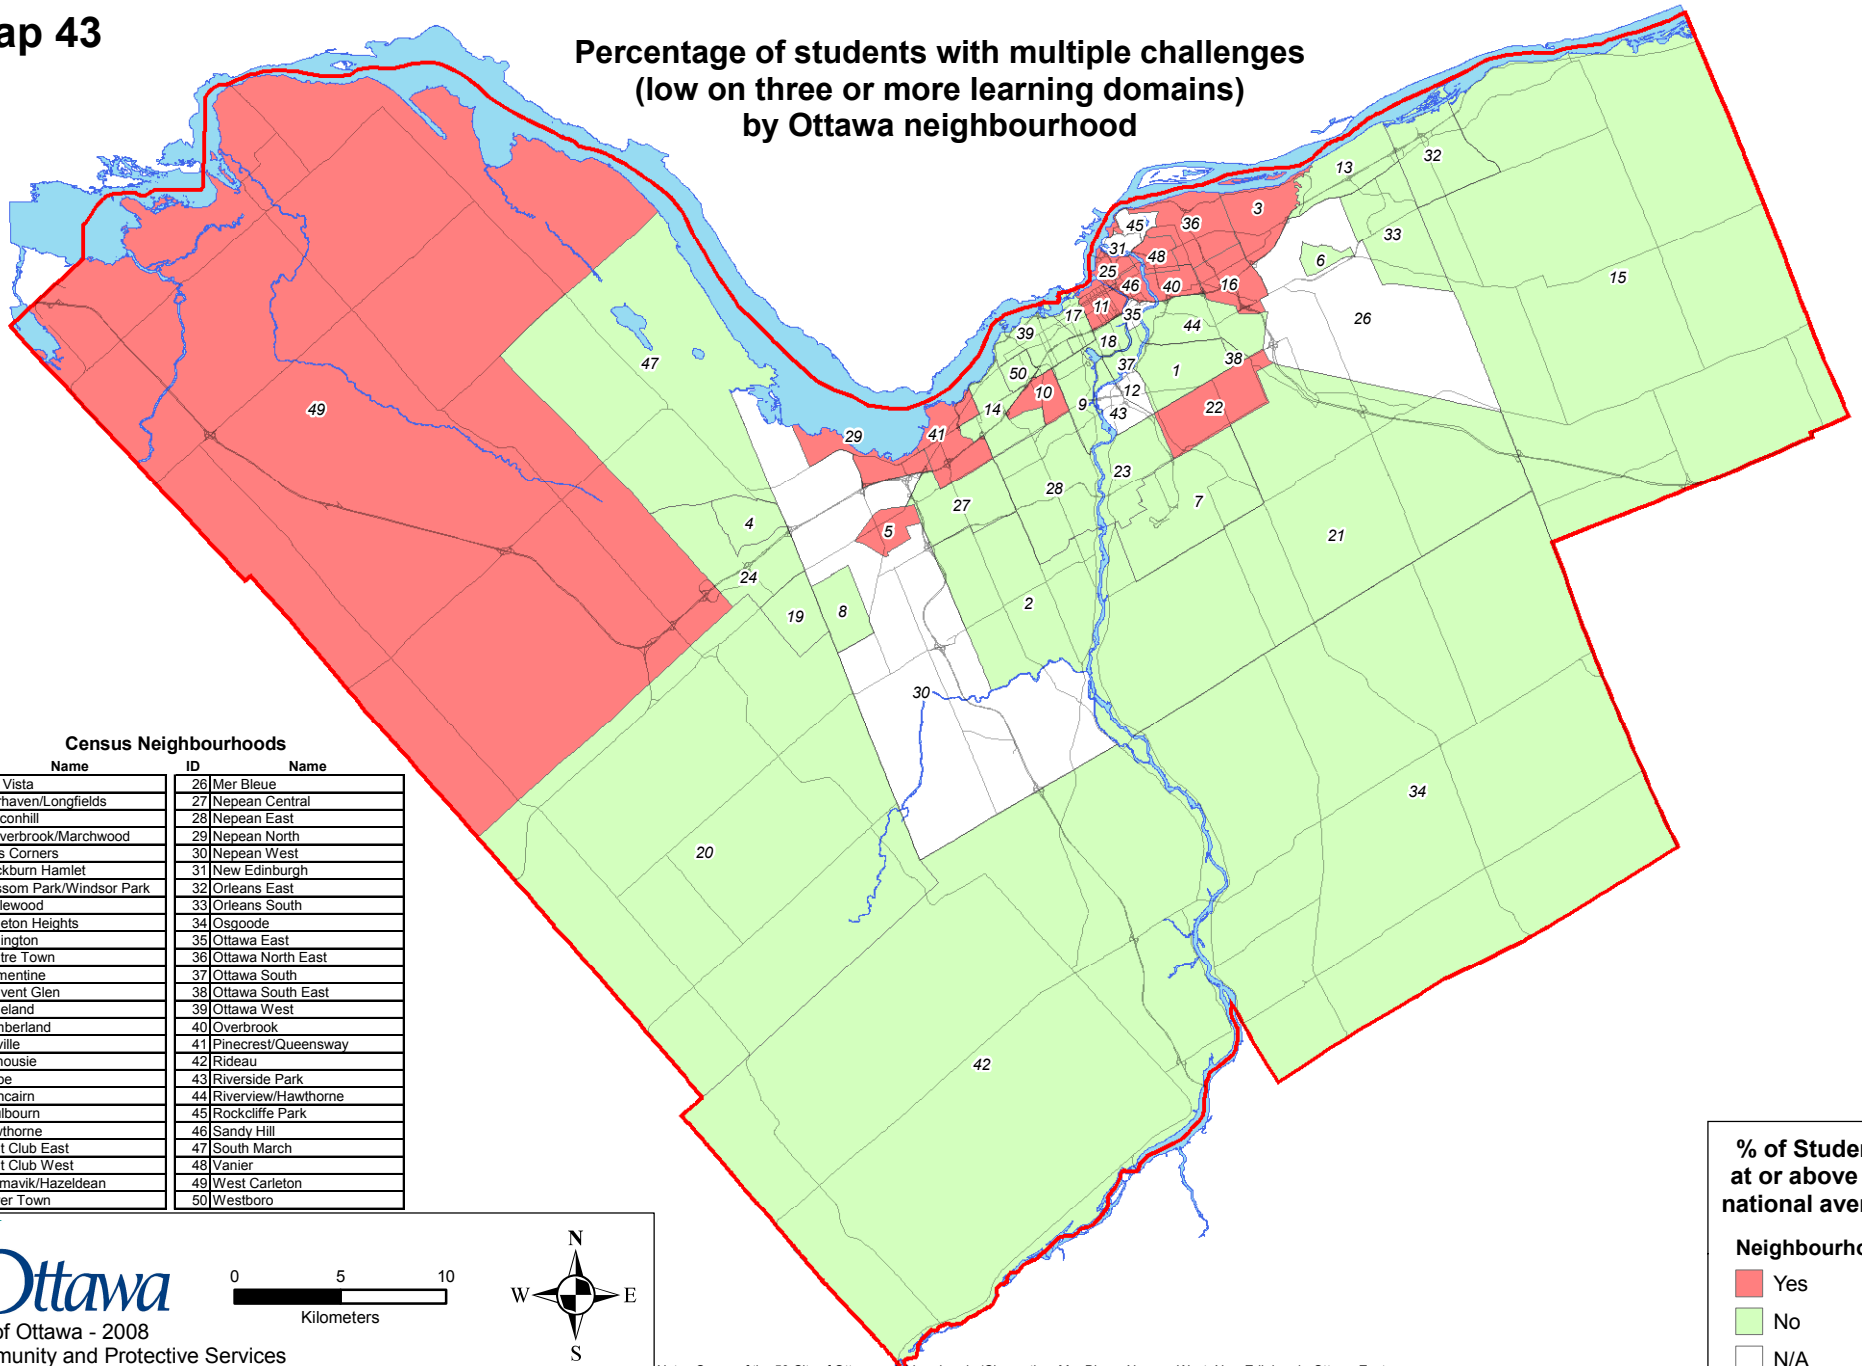 ap 43
Percentage of students with multiple challenges
(low on three or more learning domains)
by Ottawa neighbourhood
13
32
3
36
45
33
31
48
6
25
15
46
40
16
11
17
35
26
39
44
18
47
38
37
50
1
12
10
49
14
9
22
43
29
41
23
28
27
7
4
5
21
24
2
8
19
30
34
20
42
Census Neighbourhoods
Name ID Name
Vista 26 Mer Bleue
rhaven/Longfields 27 Nepean Central
conhill 28 Nepean East
verbrook/Marchwood 29 Nepean North
s Corners 30 Nepean West
ckburn Hamlet 31 New Edinburgh
ssom Park/Windsor Park 32 Orleans East
lewood 33 Orleans South
leton Heights 34 Osgoode
ington 35 Ottawa East
tre Town 36 Ottawa North East
mentine 37 Ottawa South
vent Glen 38 Ottawa South East
eland 39 Ottawa West
mberland 40 Overbrook
ville 41 Pinecrest/Queensway
housie 42 Rideau
be 43 Riverside Park
ncairn 44 Riverview/Hawthorne
ulbourn 45 Rockcliffe Park
wthorne 46 Sandy Hill
t Club East 47 South March
t Club West 48 Vanier
mavik/Hazeldean 49 West Carleton
er Town 50 Westboro
Ottawa
of Ottawa - 2008
munity and Protective Services
0 5 10
Kilometers
N
W E
S
% of Studen
at or above
national aver
Neighbourho
Yes
No
N/A